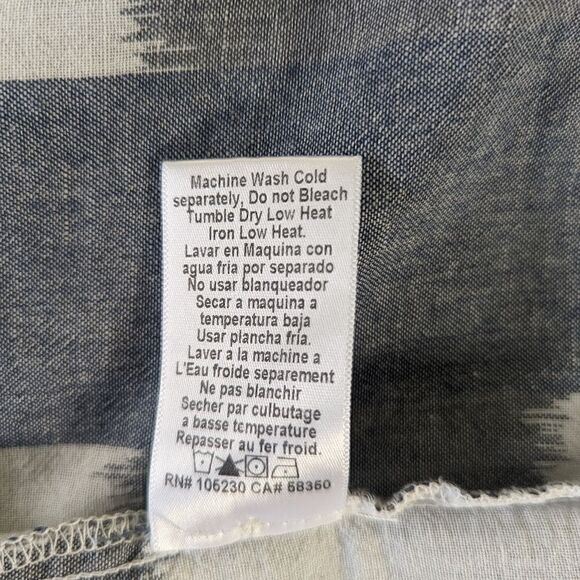 Machine Wash Cold
separately, Do not Bleach
Tumble Dry Low Heat
Iron Low Heat.
Lavar en Maquina con
agua fria por separado
No usar blanqueador
Secar a maquina a
temperatura baja
Usar plancha fría.
Laver a la machine a
L'Eau froide separement
Ne pas blanchir
Secher par culbutage
a basse temperature
Repasser au fer froid.
RN# 106230 CA# 58360